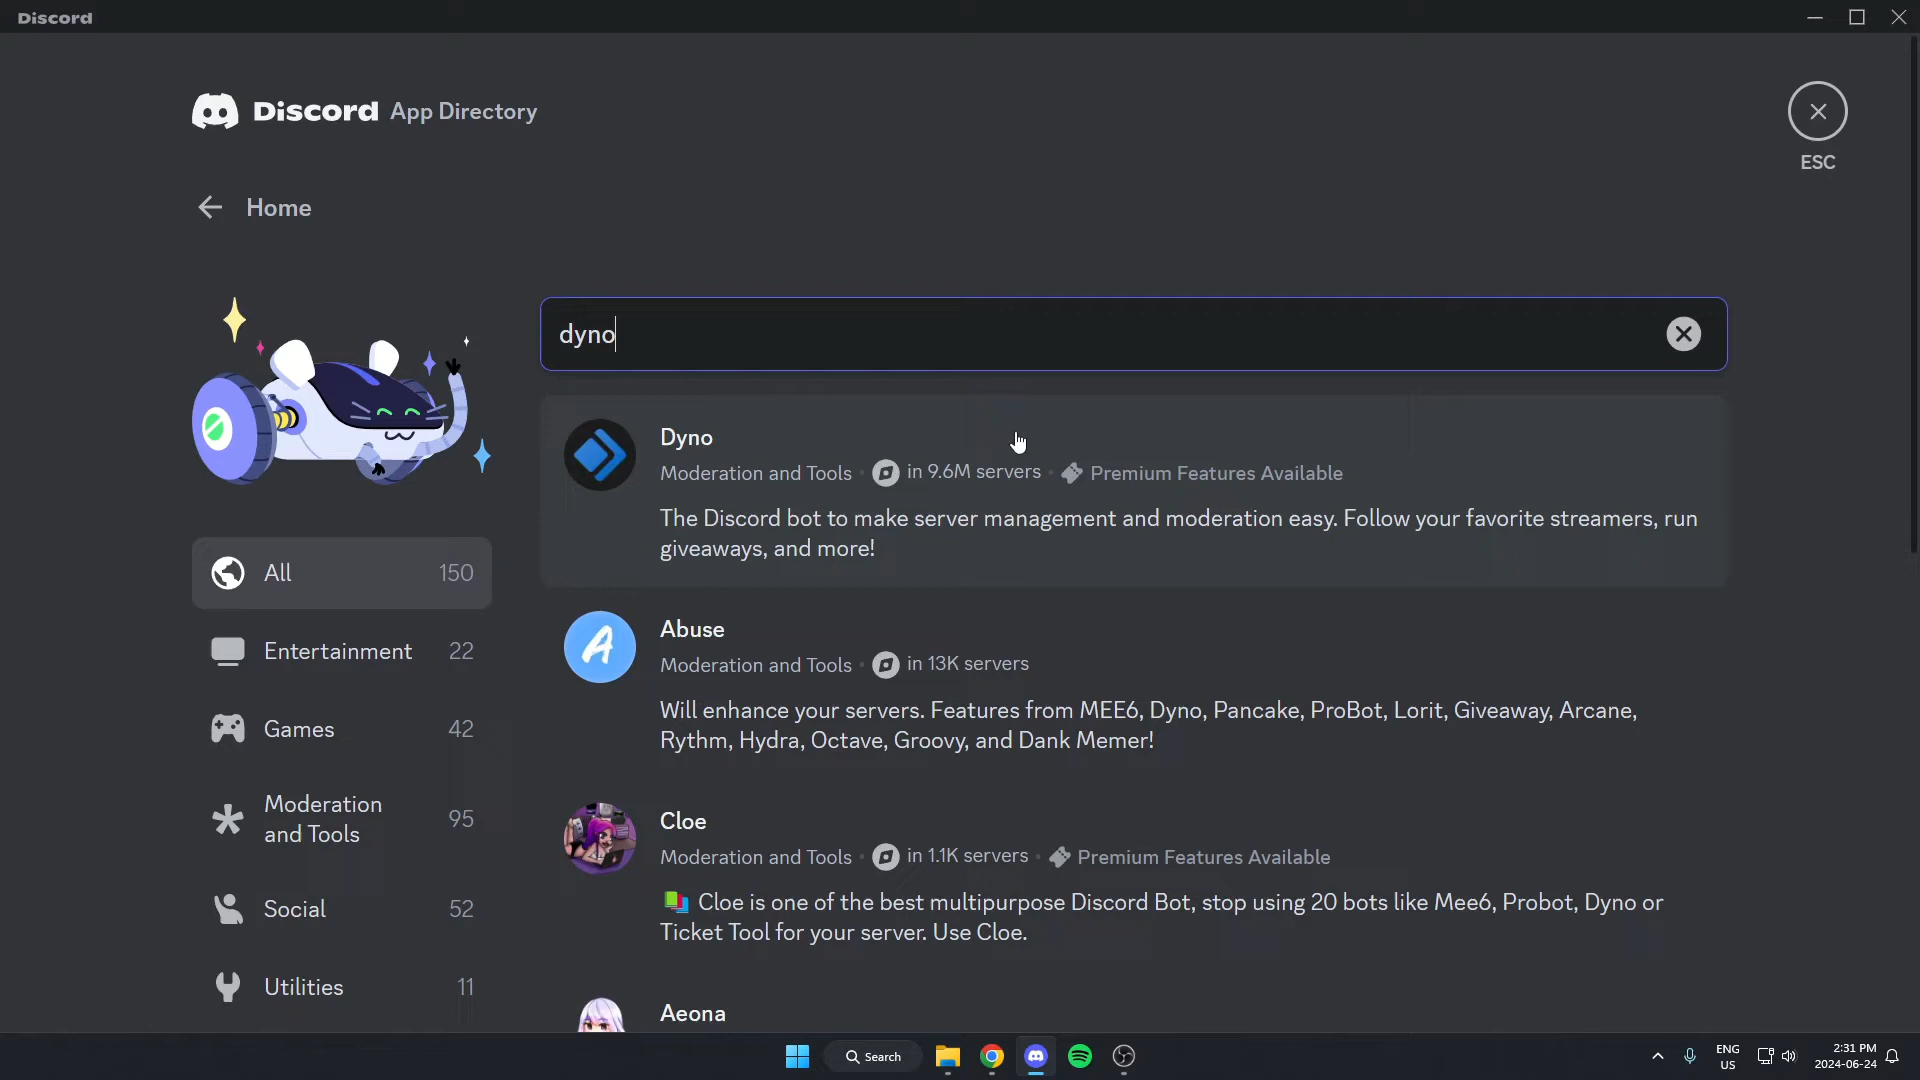 Discord
Discord App Directory
ESC
Home
dyno
Dyno
Moderation and Tools • in 9.6M servers • Premium Features Available
The Discord bot to make server management and moderation easy. Follow your favorite streamers, run
giveaways, and more!
All 150
Entertainment 22
Games 42
Moderation
and Tools 95
Social 52
Utilities 11
Abuse
Moderation and Tools • in 13K servers
Will enhance your servers. Features from MEE6, Dyno, Pancake, ProBot, Lorit, Giveaway, Arcane,
Rythm, Hydra, Octave, Groovy, and Dank Memer!
Cloe
Moderation and Tools • in 1.1K servers • Premium Features Available
Cloe is one of the best multipurpose Discord Bot, stop using 20 bots like Mee6, Probot, Dyno or
Ticket Tool for your server. Use Cloe.
Aeona
Search
ENG
US
2:31 PM
2024-06-24